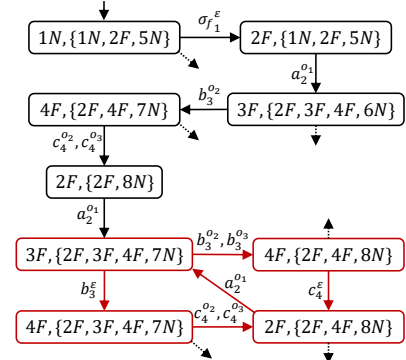 σ_{f_1}^ε
1N,{1N,2F,5N} 2F,{1N,2F,5N}
a_2^{o_1}
b_3^{o_2}
4F,{2F,4F,7N} 3F,{2F,3F,4F,6N}
c_4^{o_2},c_4^{o_3}
2F,{2F,8N}
a_2^{o_1}
b_3^{o_2},b_3^{o_3}
3F,{2F,3F,4F,7N} 4F,{2F,4F,8N}
b_3^ε a_2^{o_1} c_4^ε
c_4^{o_2},c_4^{o_3}
4F,{2F,3F,4F,7N} 2F,{2F,4F,8N}